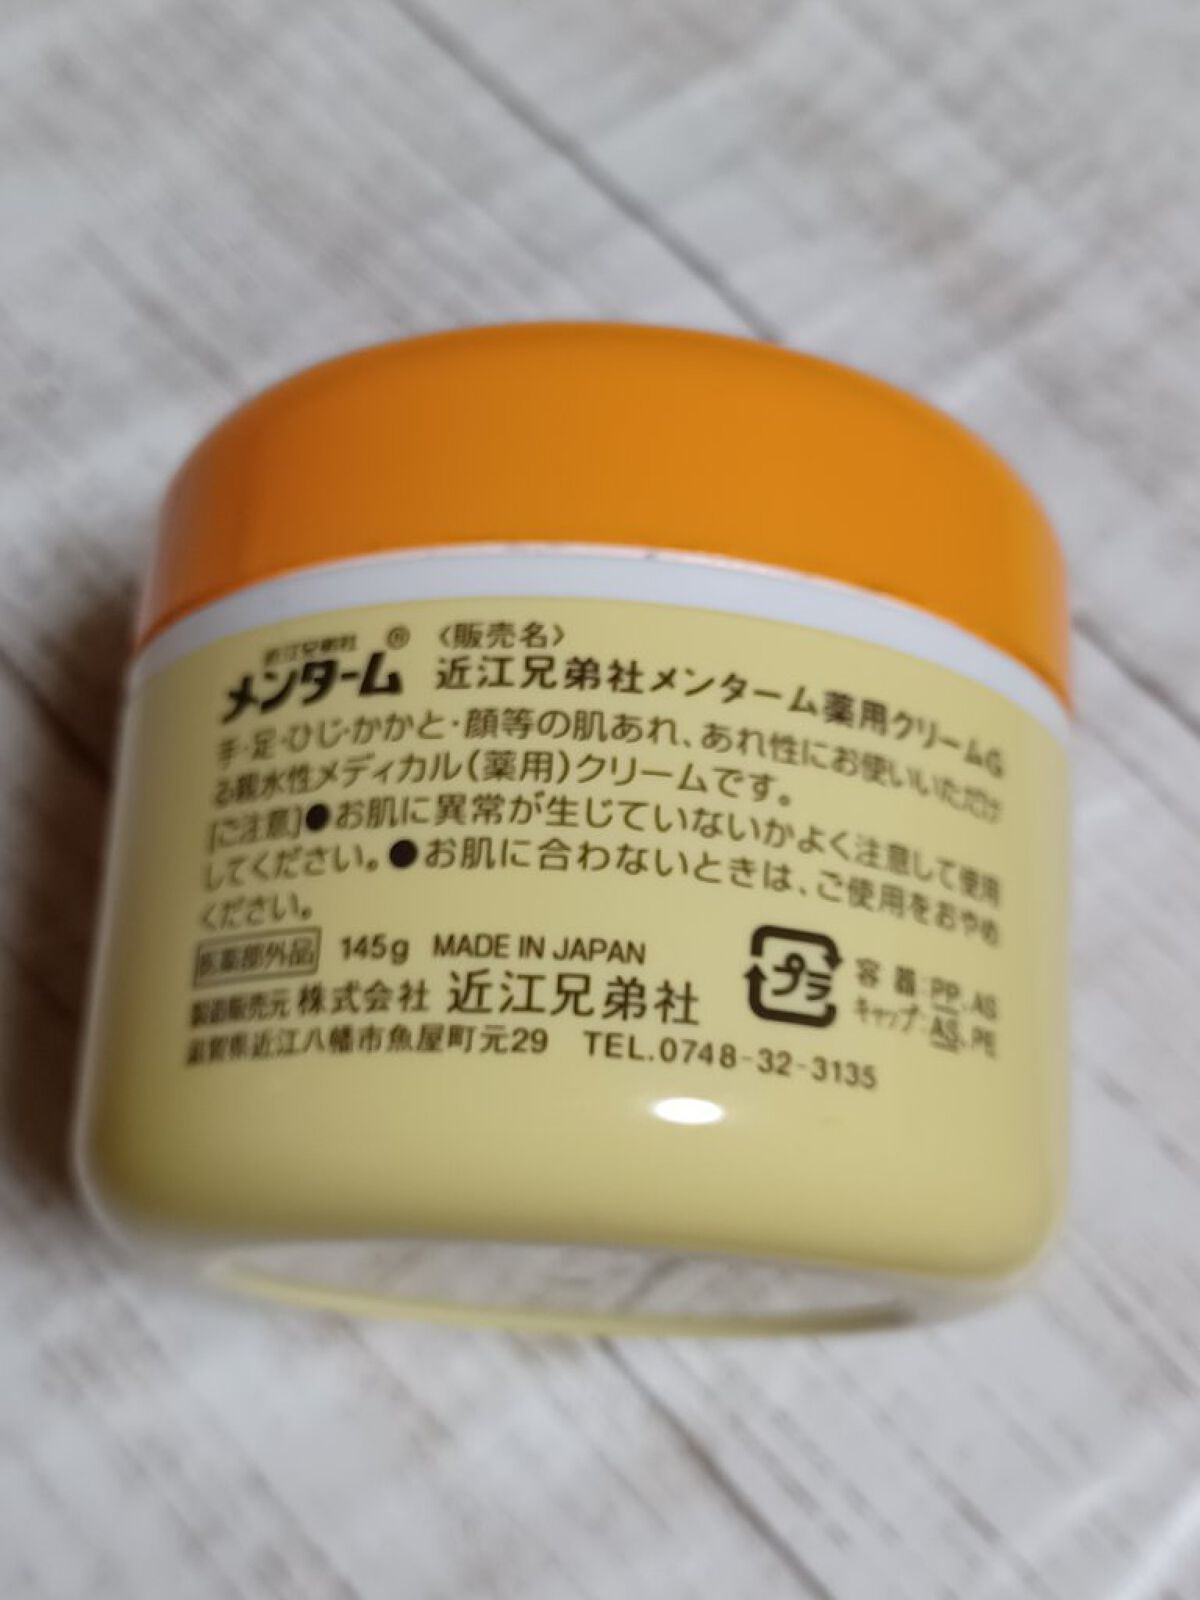 近江兄弟社
メンターム®
〈販売名〉
近江兄弟社メンターム薬用クリームG
手・足・ひじ・かかと・顔等の肌あれ、あれ性にお使いいただけ
る親水性メディカル(薬用)クリームです。
[ご注意]●お肌に異常が生じていないかよく注意して使用
してください。●お肌に合わないときは、ご使用をおやめ
ください。
医薬部外品 145g MADE IN JAPAN
製造販売元 株式会社 近江兄弟社
滋賀県近江八幡市魚屋町元29 TEL.0748-32-3135
プラ
容器:PP、AS
キャップ:AS、PE